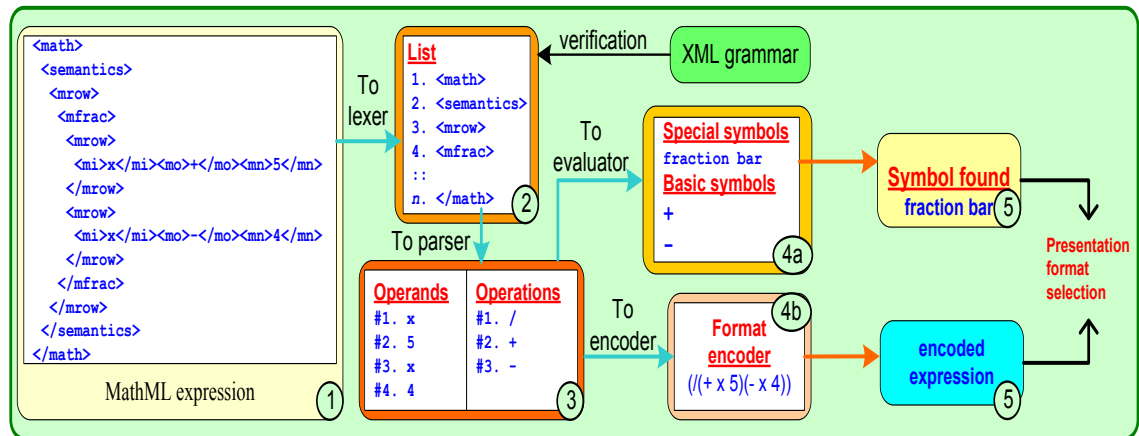 <math>
<semantics>
<mrow>
<mfrac>
<mrow>
<mi>x</mi><mo>+</mo><mn>5</mn>
</mrow>
<mrow>
<mi>x</mi><mo>-</mo><mn>4</mn>
</mrow>
</mfrac>
</mrow>
</semantics>
</math>
MathML expression
1
To
lexer
List
1. <math>
2. <semantics>
3. <mrow>
4. <mfrac>
::
n. </math>
2
verification
XML grammar
To parser
Operands
#1. x
#2. 5
#3. x
#4. 4
Operations
#1. /
#2. +
#3. -
3
To
evaluator
Special symbols
fraction bar
Basic symbols
+
-
4a
To
encoder
4b
Format
encoder
(/(+ x 5)(- x 4))
Symbol found
fraction bar
5
encoded
expression
5
Presentation
format
selection